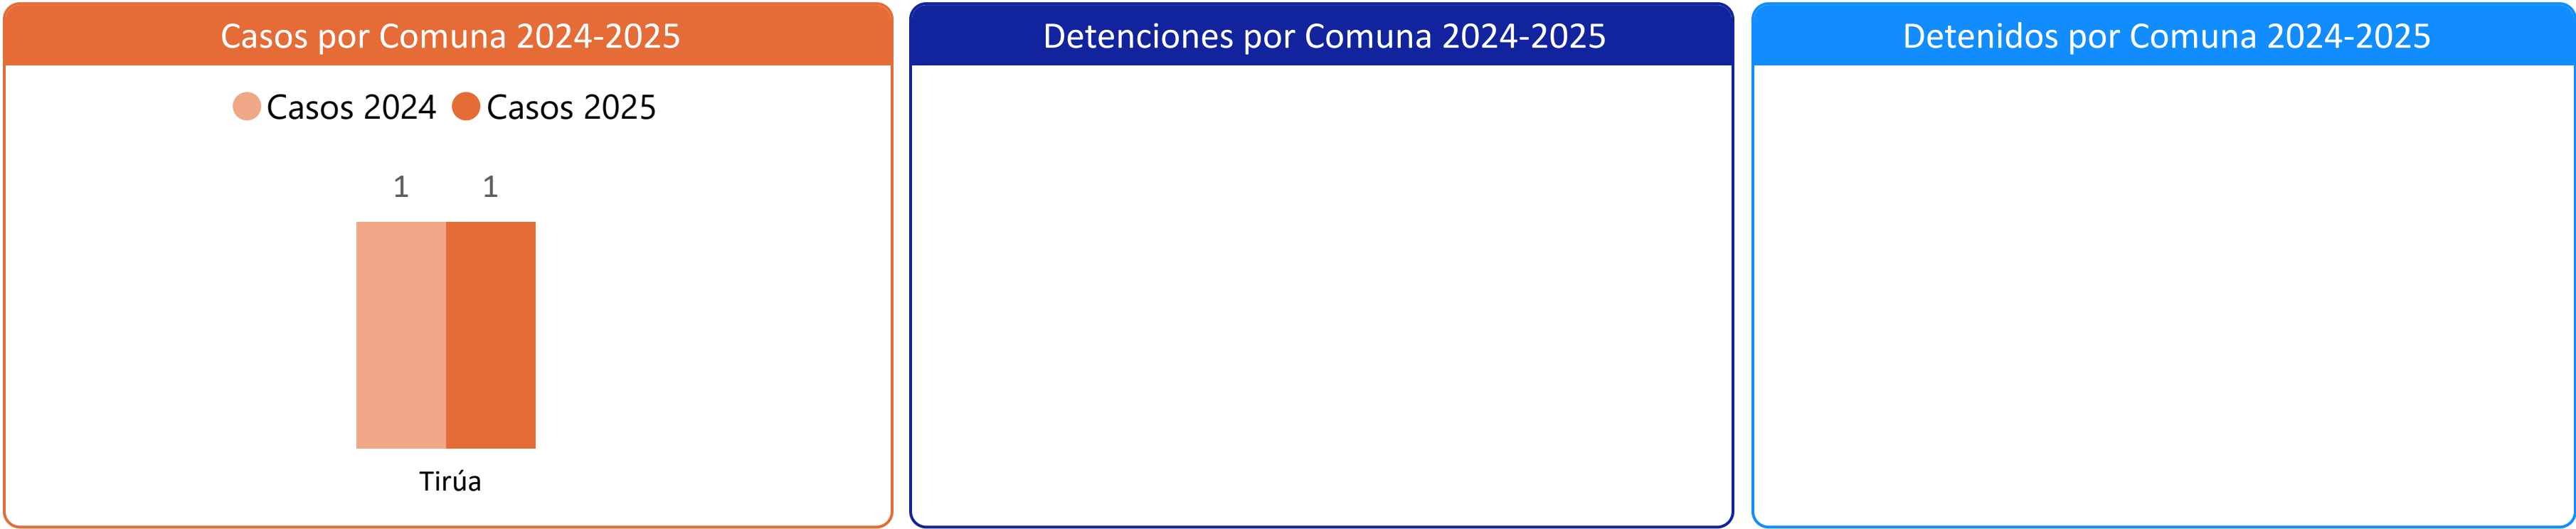 Casos por Comuna 2024-2025
Casos 2024 Casos 2025
1 1
Tirúa
Detenciones por Comuna 2024-2025
Detenidos por Comuna 2024-2025